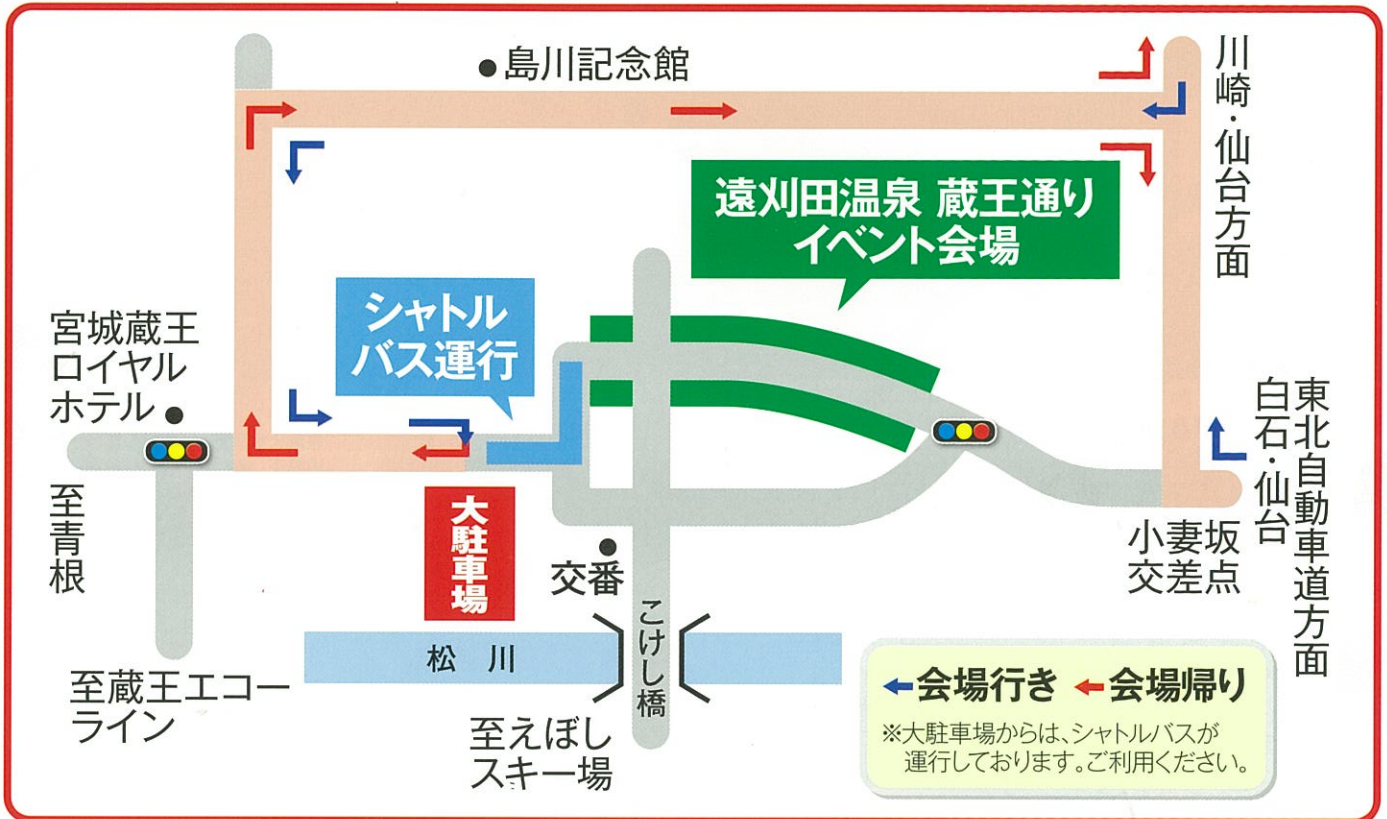 島川記念館
川崎・仙台方面
遠刈田温泉 蔵王通り
イベント会場
シャトル
バス運行
宮城蔵王
ロイヤル
ホテル
東北自動車道方面
白石・仙台
至青根
大駐車場
交番
小妻坂
交差点
こけし橋
松 川
至蔵王エコー
ライン
至えぼし
スキー場
←会場行き ←会場帰り
※大駐車場からは、シャトルバスが
運行しております。ご利用ください。